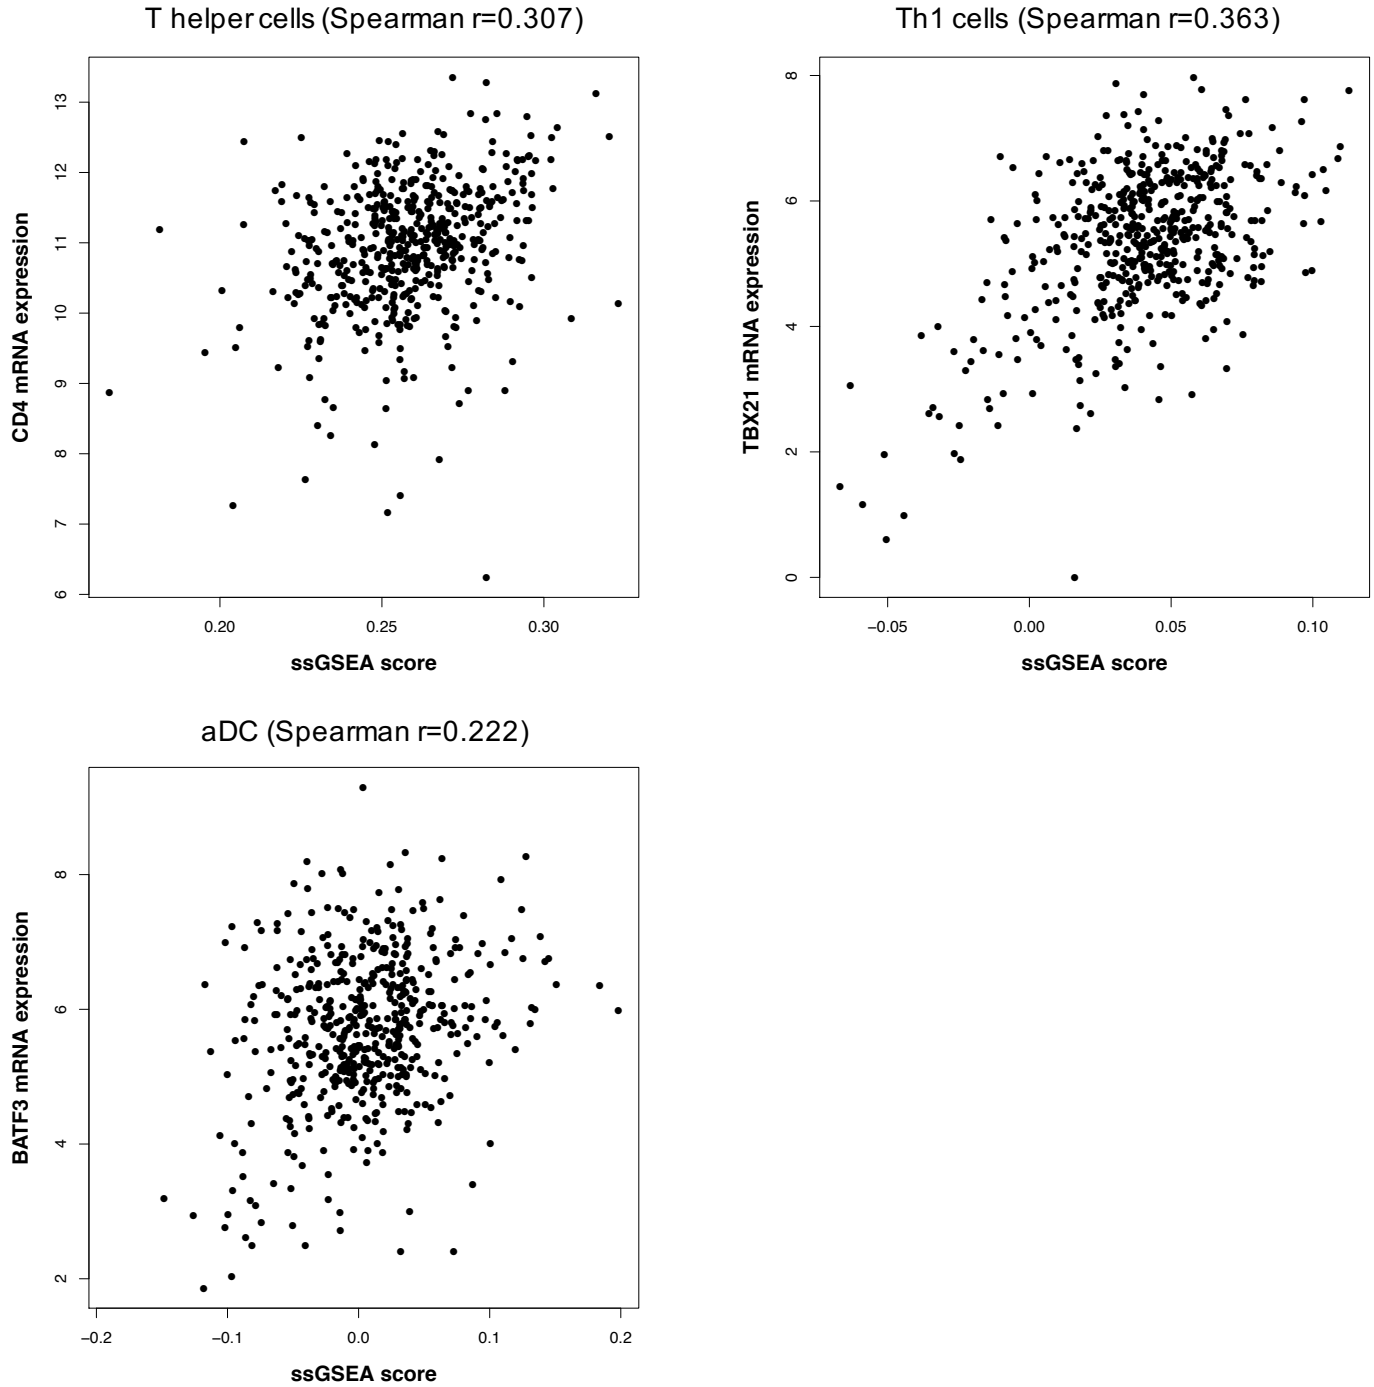 T helper cells (Spearman r=0.307)
CD4 mRNA expression
13
12
11
10
9
8
7
6
0.20 0.25 0.30
ssGSEA score
Th1 cells (Spearman r=0.363)
TBX21 mRNA expression
8
6
4
2
0
−0.05 0.00 0.05 0.10
ssGSEA score
aDC (Spearman r=0.222)
BATF3 mRNA expression
8
6
4
2
−0.2 −0.1 0.0 0.1 0.2
ssGSEA score